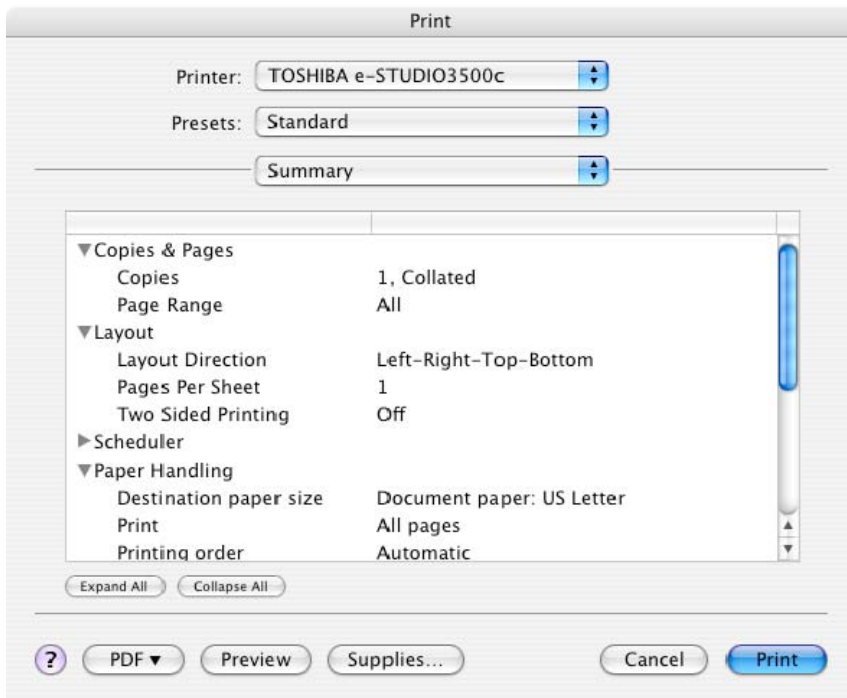 Print
Printer: TOSHIBA e-STUDIO3500c
Presets: Standard
Summary
▼Copies & Pages
Copies 1, Collated
Page Range All
▼Layout
Layout Direction Left-Right-Top-Bottom
Pages Per Sheet 1
Two Sided Printing Off
▶Scheduler
▼Paper Handling
Destination paper size Document paper: US Letter
Print All pages
Printing order Automatic
Expand All Collapse All
? PDF ▼ Preview Supplies... Cancel Print